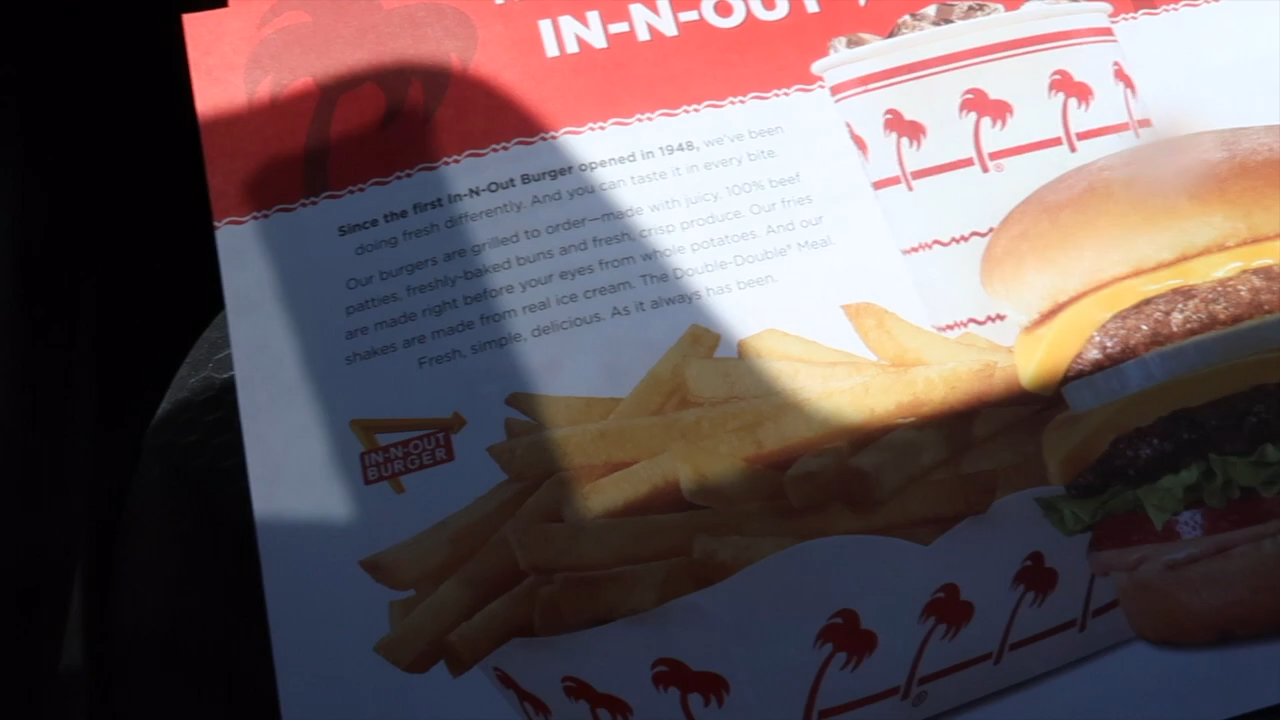 IN-N-OUT
Since the first In-N-Out Burger opened in 1948, we've been
doing fresh differently. And you can taste it in every bite.
Our burgers are grilled to order—made with juicy, 100% beef
patties, freshly-baked buns and fresh, crisp produce. Our fries
are made right before your eyes from whole potatoes. And our
shakes are made from real ice cream. The Double-Double® Meal.
Fresh, simple, delicious. As it always has been.
IN-N-OUT
BURGER
®
®